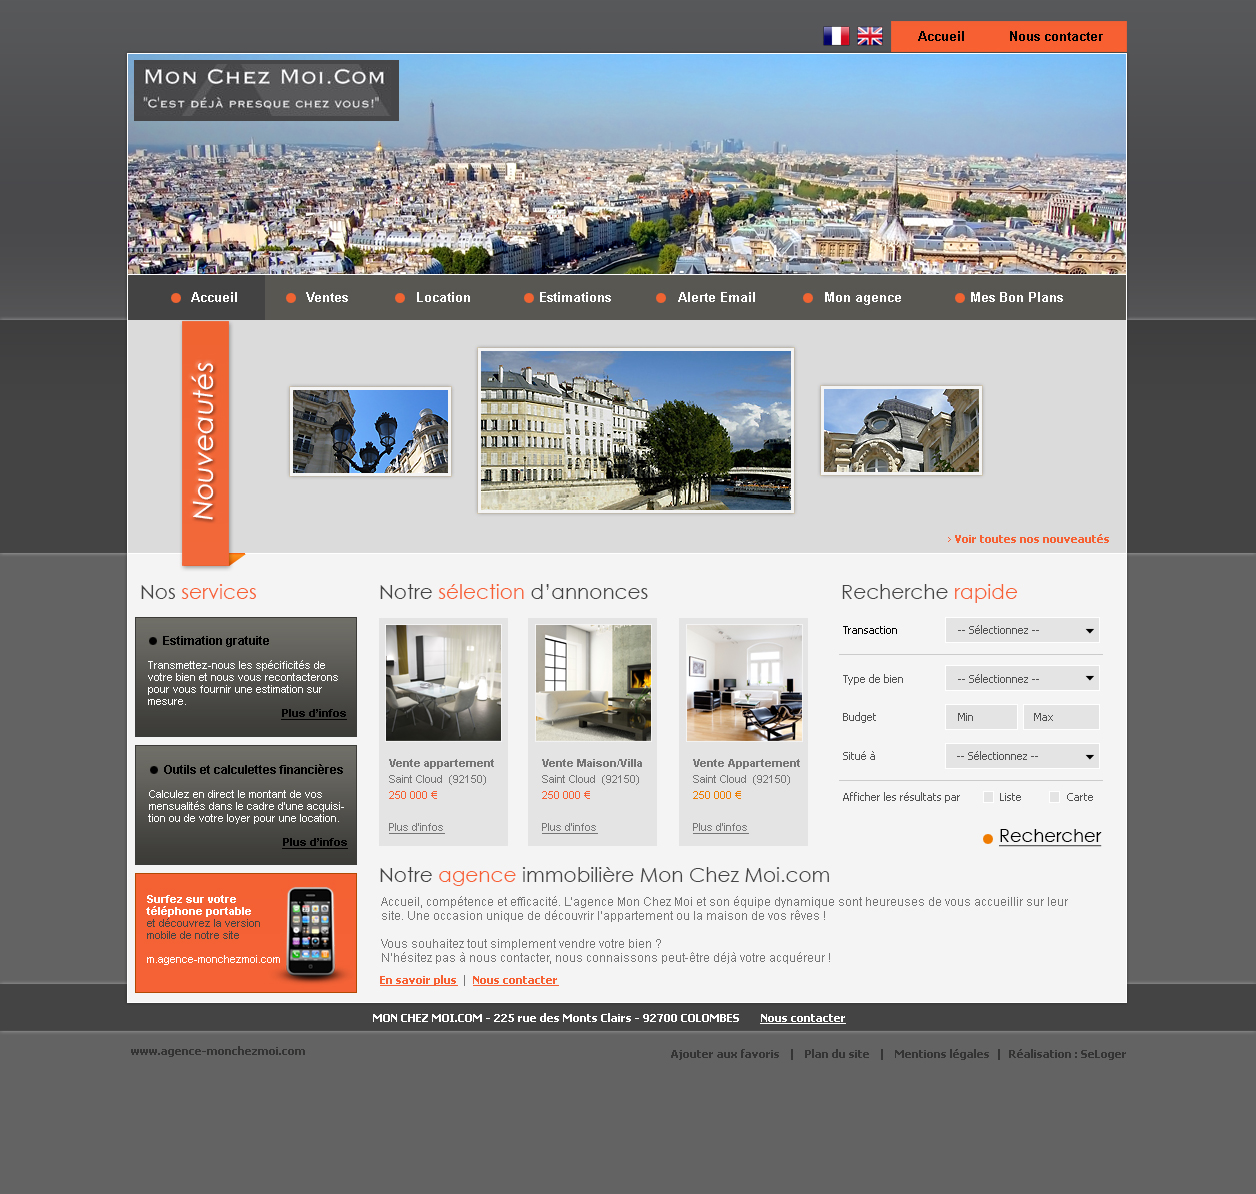 Accueil
Nous contacter
Mon Chez Moi.Com
"C'est déjà presque chez vous!"
Accueil
Ventes
Location
Estimations
Alerte Email
Mon agence
Mes Bon Plans
Nouveautés
› Voir toutes nos nouveautés
Nos services
Estimation gratuite
Transmettez-nous les spécificités de
votre bien et nous vous recontacterons
pour vous fournir une estimation sur
mesure.
Plus d'infos
Outils et calculettes financières
Calculez en direct le montant de vos
mensualités dans le cadre d'une acquisi-
tion ou de votre loyer pour une location.
Plus d'infos
Surfez sur votre
téléphone portable
et découvrez la version
mobile de notre site
m.agence-monchezmoi.com
Notre sélection d'annonces
Vente appartement
Saint Cloud (92150)
250 000 €
Plus d'infos
Vente Maison/Villa
Saint Cloud (92150)
250 000 €
Plus d'infos
Vente Appartement
Saint Cloud (92150)
250 000 €
Plus d'infos
Recherche rapide
Transaction
-- Sélectionnez --
Type de bien
-- Sélectionnez --
Budget
Min
Max
Situé à
-- Sélectionnez --
Afficher les résultats par
Liste
Carte
Rechercher
Notre agence immobilière Mon Chez Moi.com
Accueil, compétence et efficacité. L'agence Mon Chez Moi et son équipe dynamique sont heureuses de vous accueillir sur leur
site. Une occasion unique de découvrir l'appartement ou la maison de vos rêves !
Vous souhaitez tout simplement vendre votre bien ?
N'hésitez pas à nous contacter, nous connaissons peut-être déjà votre acquéreur !
En savoir plus | Nous contacter
MON CHEZ MOI.COM - 225 rue des Monts Clairs - 92700 COLOMBES
Nous contacter
www.agence-monchezmoi.com
Ajouter aux favoris | Plan du site | Mentions légales | Réalisation : SeLoger